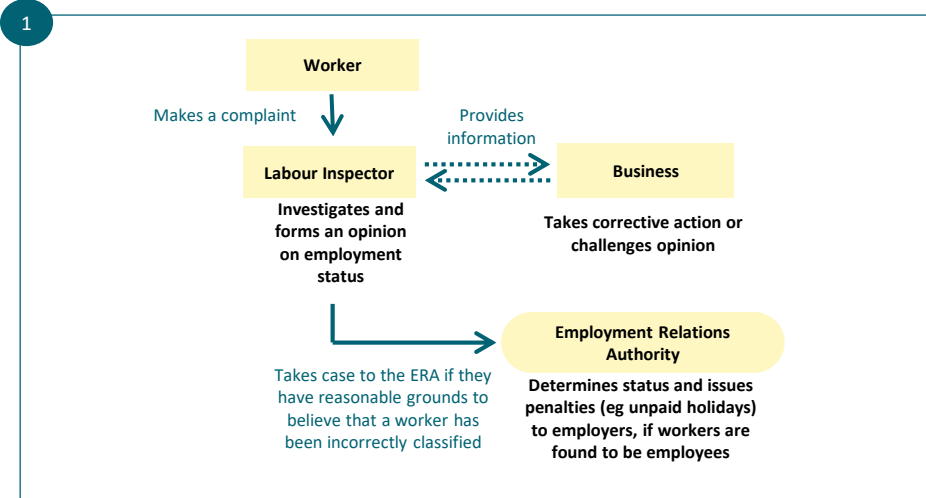 1
Worker
Makes a complaint
Provides
information
Labour Inspector
Business
Investigates and
forms an opinion
on employment
status
Takes corrective action or
challenges opinion
Employment Relations
Authority
Takes case to the ERA if they
have reasonable grounds to
believe that a worker has
been incorrectly classified
Determines status and issues
penalties (eg unpaid holidays)
to employers, if workers are
found to be employees